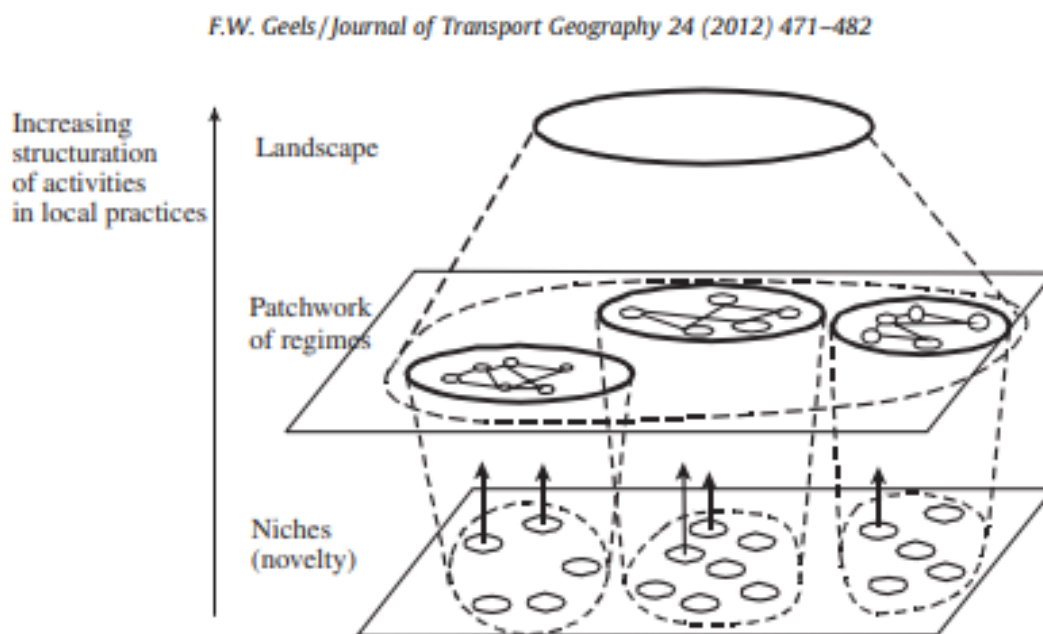 F.W. Geels / Journal of Transport Geography 24 (2012) 471–482
Increasing
structuration
of activities
in local practices
Landscape
Patchwork
of regimes
Niches
(novelty)